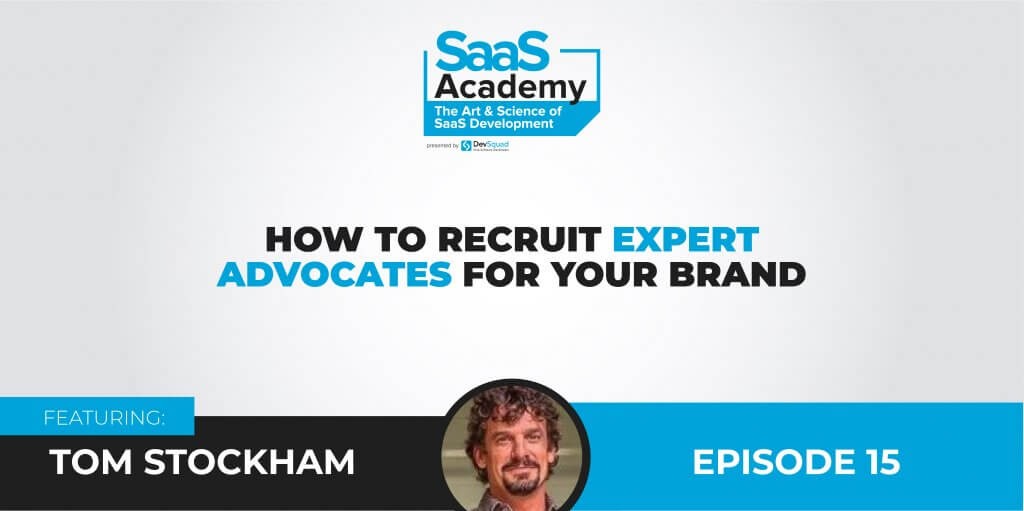 SaaS
Academy
The Art & Science of
SaaS Development
presented by DevSquad
HOW TO RECRUIT EXPERT
ADVOCATES FOR YOUR BRAND
FEATURING:
TOM STOCKHAM
EPISODE 15